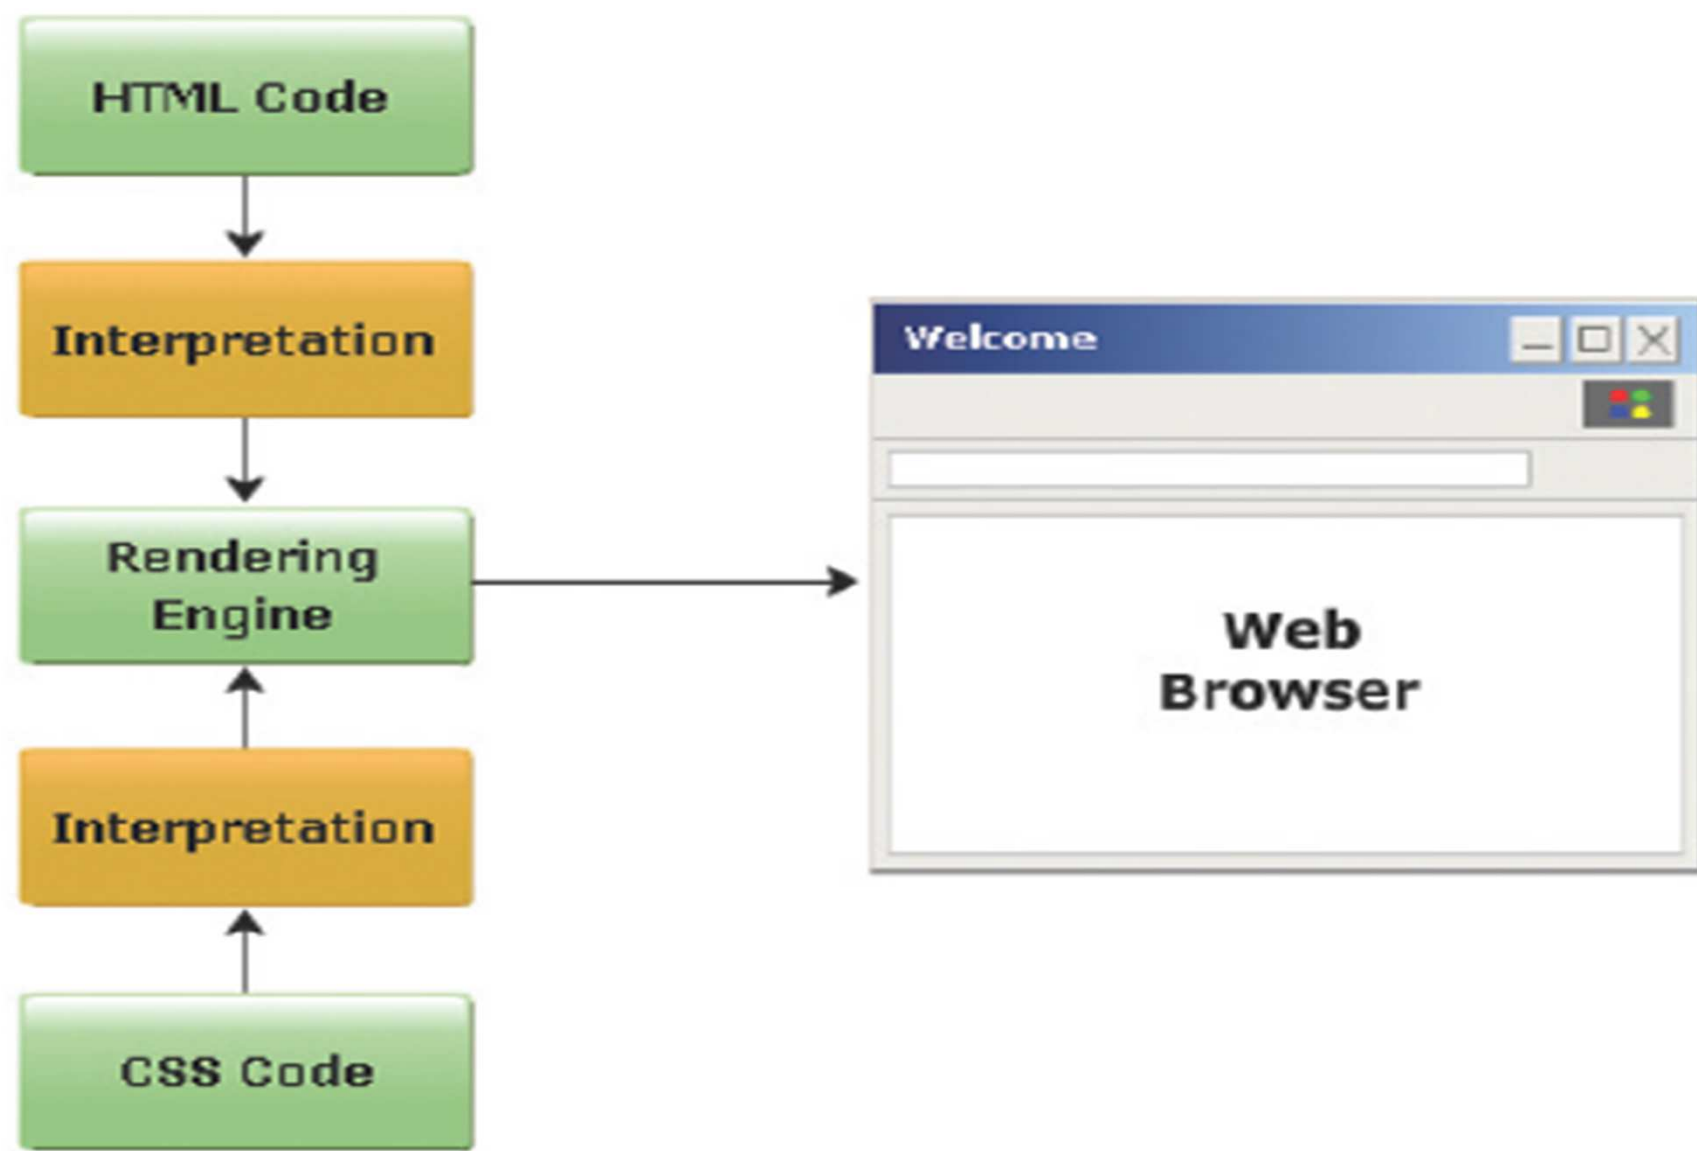 HTML Code
Interpretation
Rendering
Engine
Interpretation
CSS Code
Welcome
Web
Browser